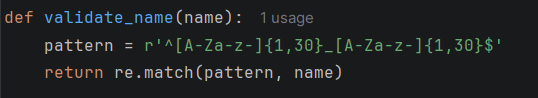 def validate_name(name): 1 usage
    pattern = r'^[A-Za-z-]{1,30}_[A-Za-z-]{1,30}$'
    return re.match(pattern, name)